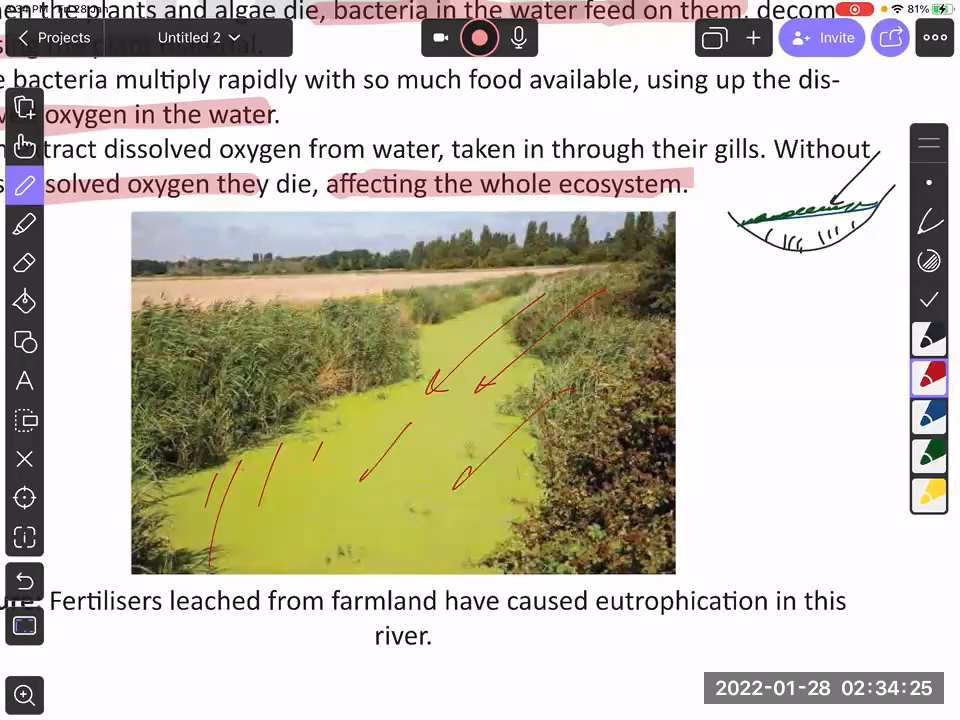 hen the plants and algae die, bacteria in the water feed on them, decom
81%
Projects
Untitled 2
Invite
e bacteria multiply rapidly with so much food available, using up the dis-
oxygen in the water.
extract dissolved oxygen from water, taken in through their gills. Without
solved oxygen they die, affecting the whole ecosystem.
A
Fertilisers leached from farmland have caused eutrophication in this
river.
2022-01-28 02:34:25